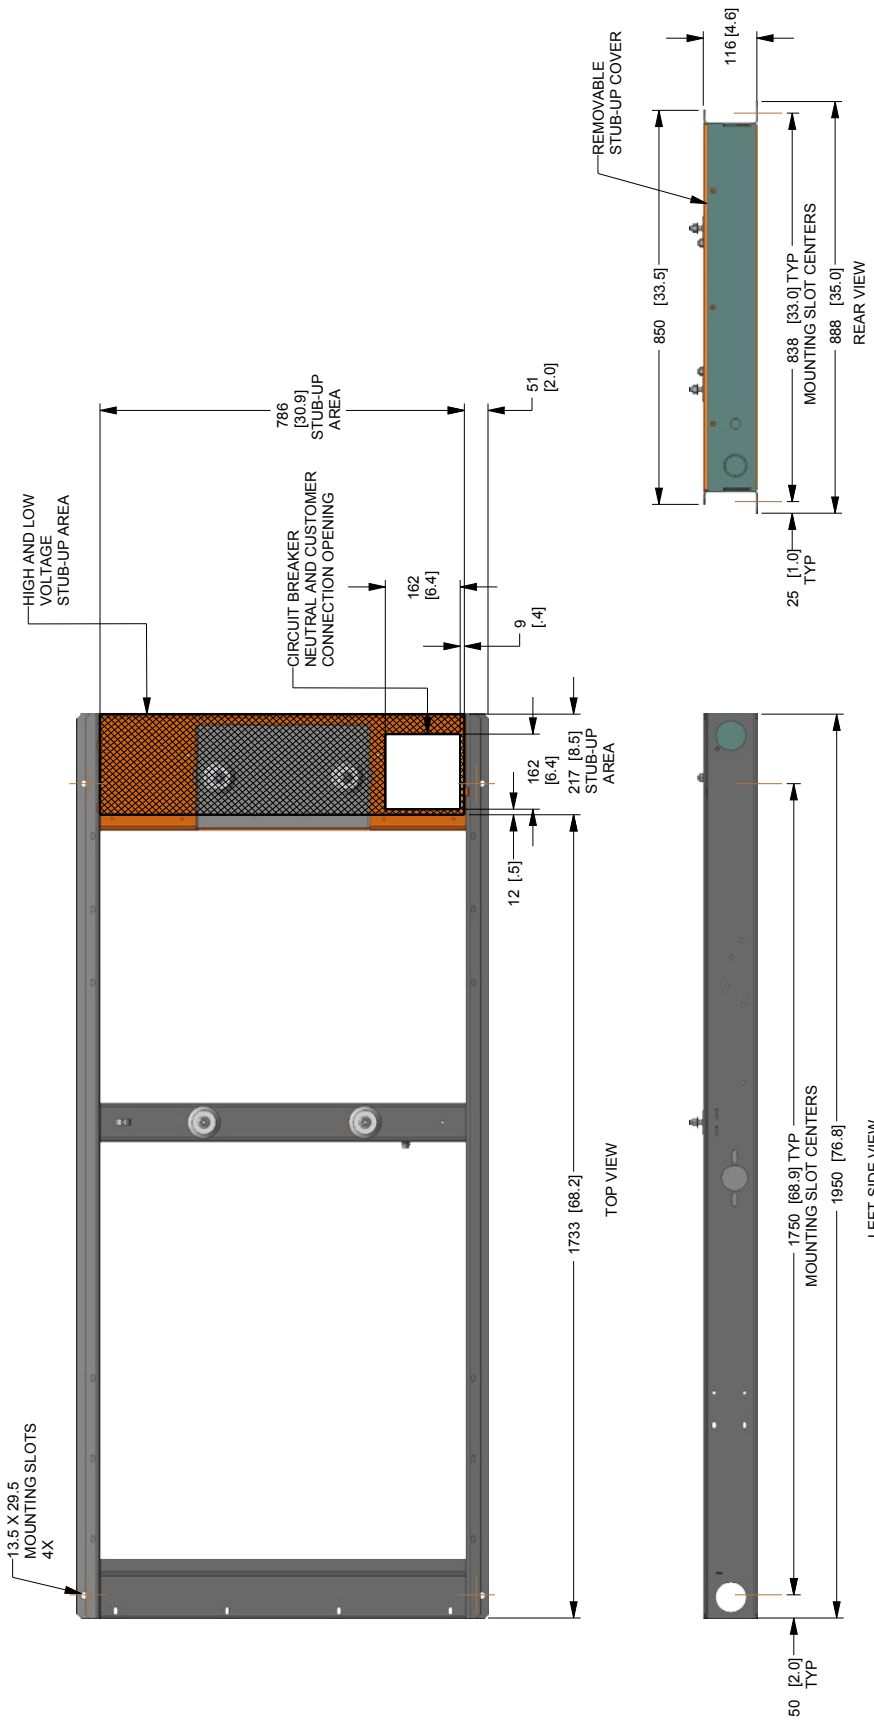 13.5 X 29.5
MOUNTING SLOTS
4X
HIGH AND LOW
VOLTAGE
STUB-UP AREA
CIRCUIT BREAKER
NEUTRAL AND CUSTOMER
CONNECTION OPENING
786
[30.9]
STUB-UP
AREA
51
[2.0]
162
[6.4]
9
[.4]
162
[6.4]
217 [8.5]
STUB-UP
AREA
12 [.5]
1733 [68.2]
TOP VIEW
50 [2.0]
TYP
1750 [68.9] TYP
MOUNTING SLOT CENTERS
1950 [76.8]
LEFT SIDE VIEW
REMOVABLE
STUB-UP COVER
116 [4.6]
850 [33.5]
838 [33.0] TYP
MOUNTING SLOT CENTERS
888 [35.0]
25 [1.0]
TYP
REAR VIEW